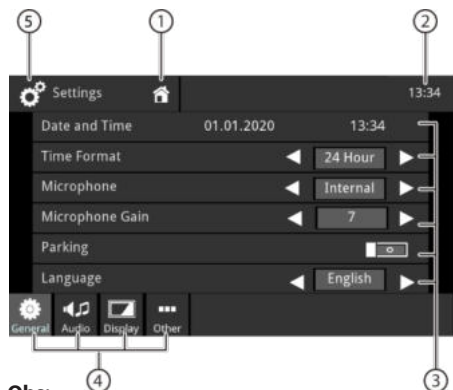 5 1 2
Settings 13:34
Date and Time 01.01.2020 13:34
Time Format 24 Hour
Microphone Internal
Microphone Gain 7
Parking
Language English
General Audio Display Other
4 3